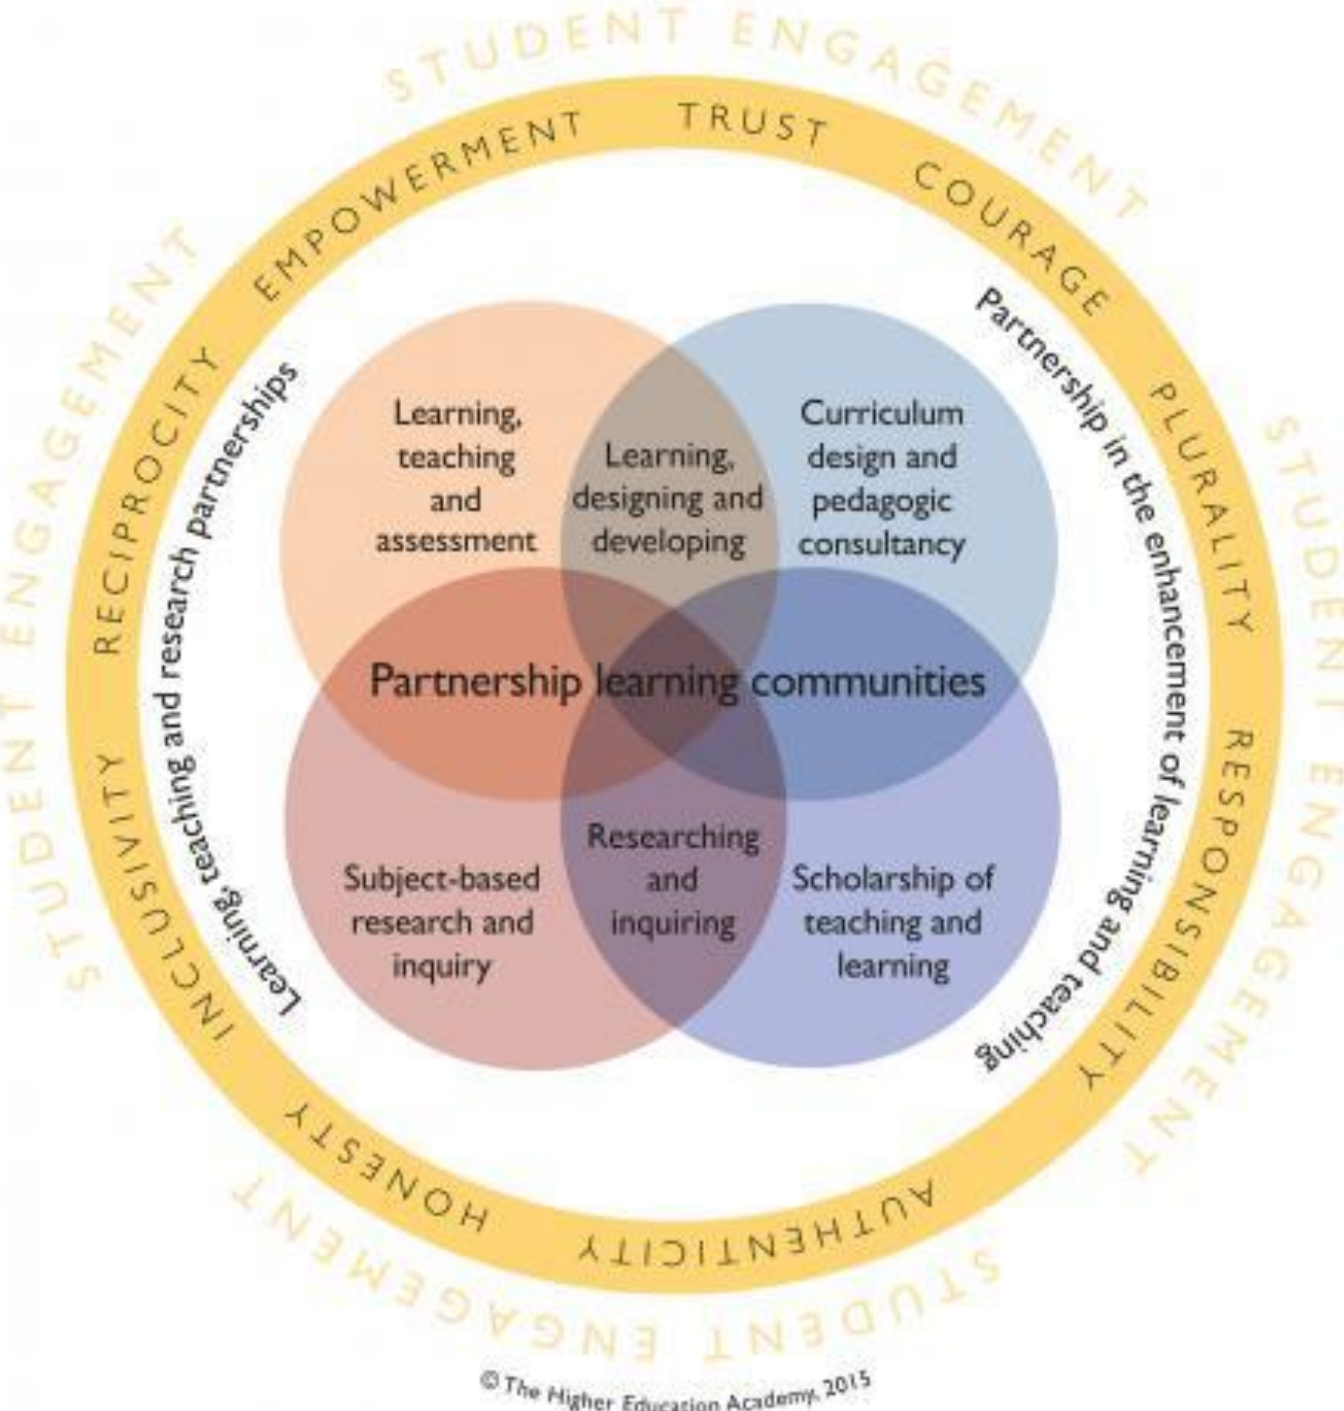 STUDENT ENGAGEMENT
STUDENT ENGAGEMENT
STUDENT ENGAGEMENT
STUDENT ENGAGEMENT
EMPOWERMENT
TRUST
COURAGE
PLURALITY
RESPONSIBILITY
AUTHENTICITY
HONESTY
INCLUSIVITY
RECIPROCITY
Learning, teaching and research partnerships
Partnership in the enhancement of learning and teaching
Learning,
teaching
and
assessment
Learning,
designing and
developing
Curriculum
design and
pedagogic
consultancy
Partnership learning communities
Subject-based
research and
inquiry
Researching
and
inquiring
Scholarship of
teaching and
learning
© The Higher Education Academy, 2015